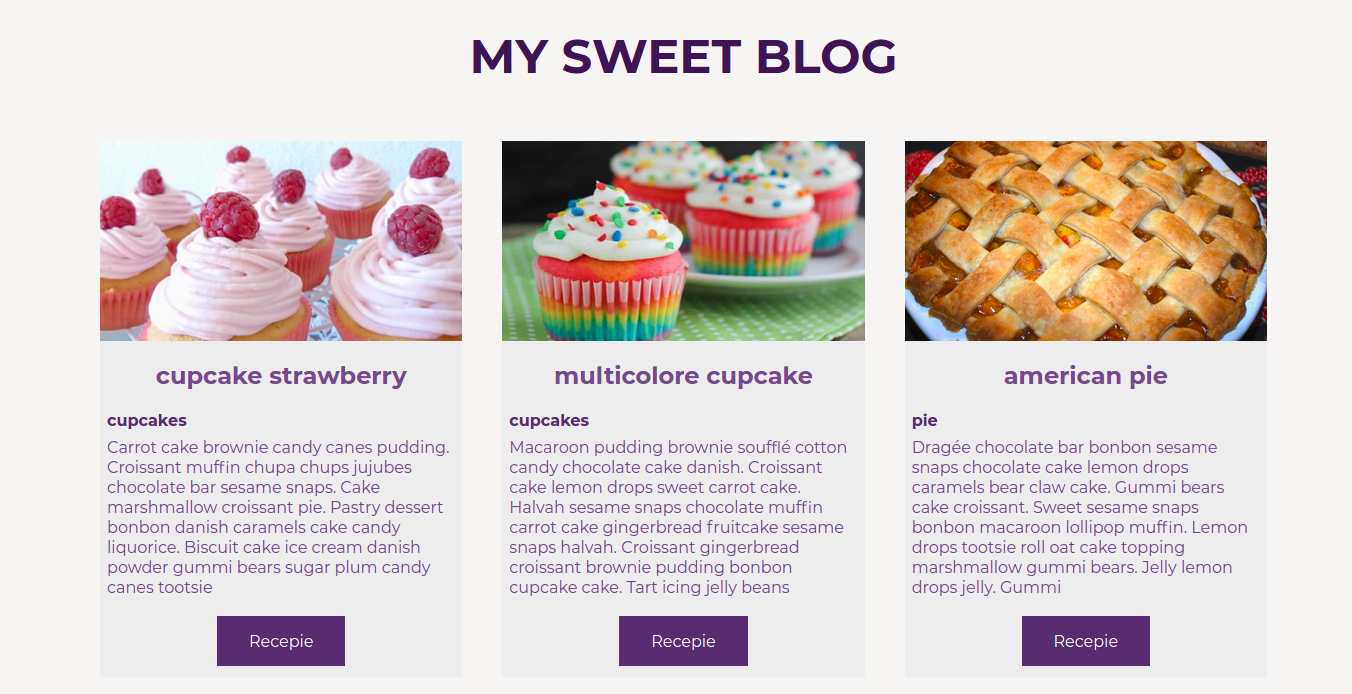 MY SWEET BLOG
cupcake strawberry
cupcakes
Carrot cake brownie candy canes pudding.
Croissant muffin chupa chups jujubes
chocolate bar sesame snaps. Cake
marshmallow croissant pie. Pastry dessert
bonbon danish caramels cake candy
liquorice. Biscuit cake ice cream danish
powder gummi bears sugar plum candy
canes tootsie
Recepie
multicolore cupcake
cupcakes
Macaroon pudding brownie soufflé cotton
candy chocolate cake danish. Croissant
cake lemon drops sweet carrot cake.
Halvah sesame snaps chocolate muffin
carrot cake gingerbread fruitcake sesame
snaps halvah. Croissant gingerbread
croissant brownie pudding bonbon
cupcake cake. Tart icing jelly beans
Recepie
american pie
pie
Dragée chocolate bar bonbon sesame
snaps chocolate cake lemon drops
caramels bear claw cake. Gummi bears
cake croissant. Sweet sesame snaps
bonbon macaroon lollipop muffin. Lemon
drops tootsie roll oat cake topping
marshmallow gummi bears. Jelly lemon
drops jelly. Gummi
Recepie